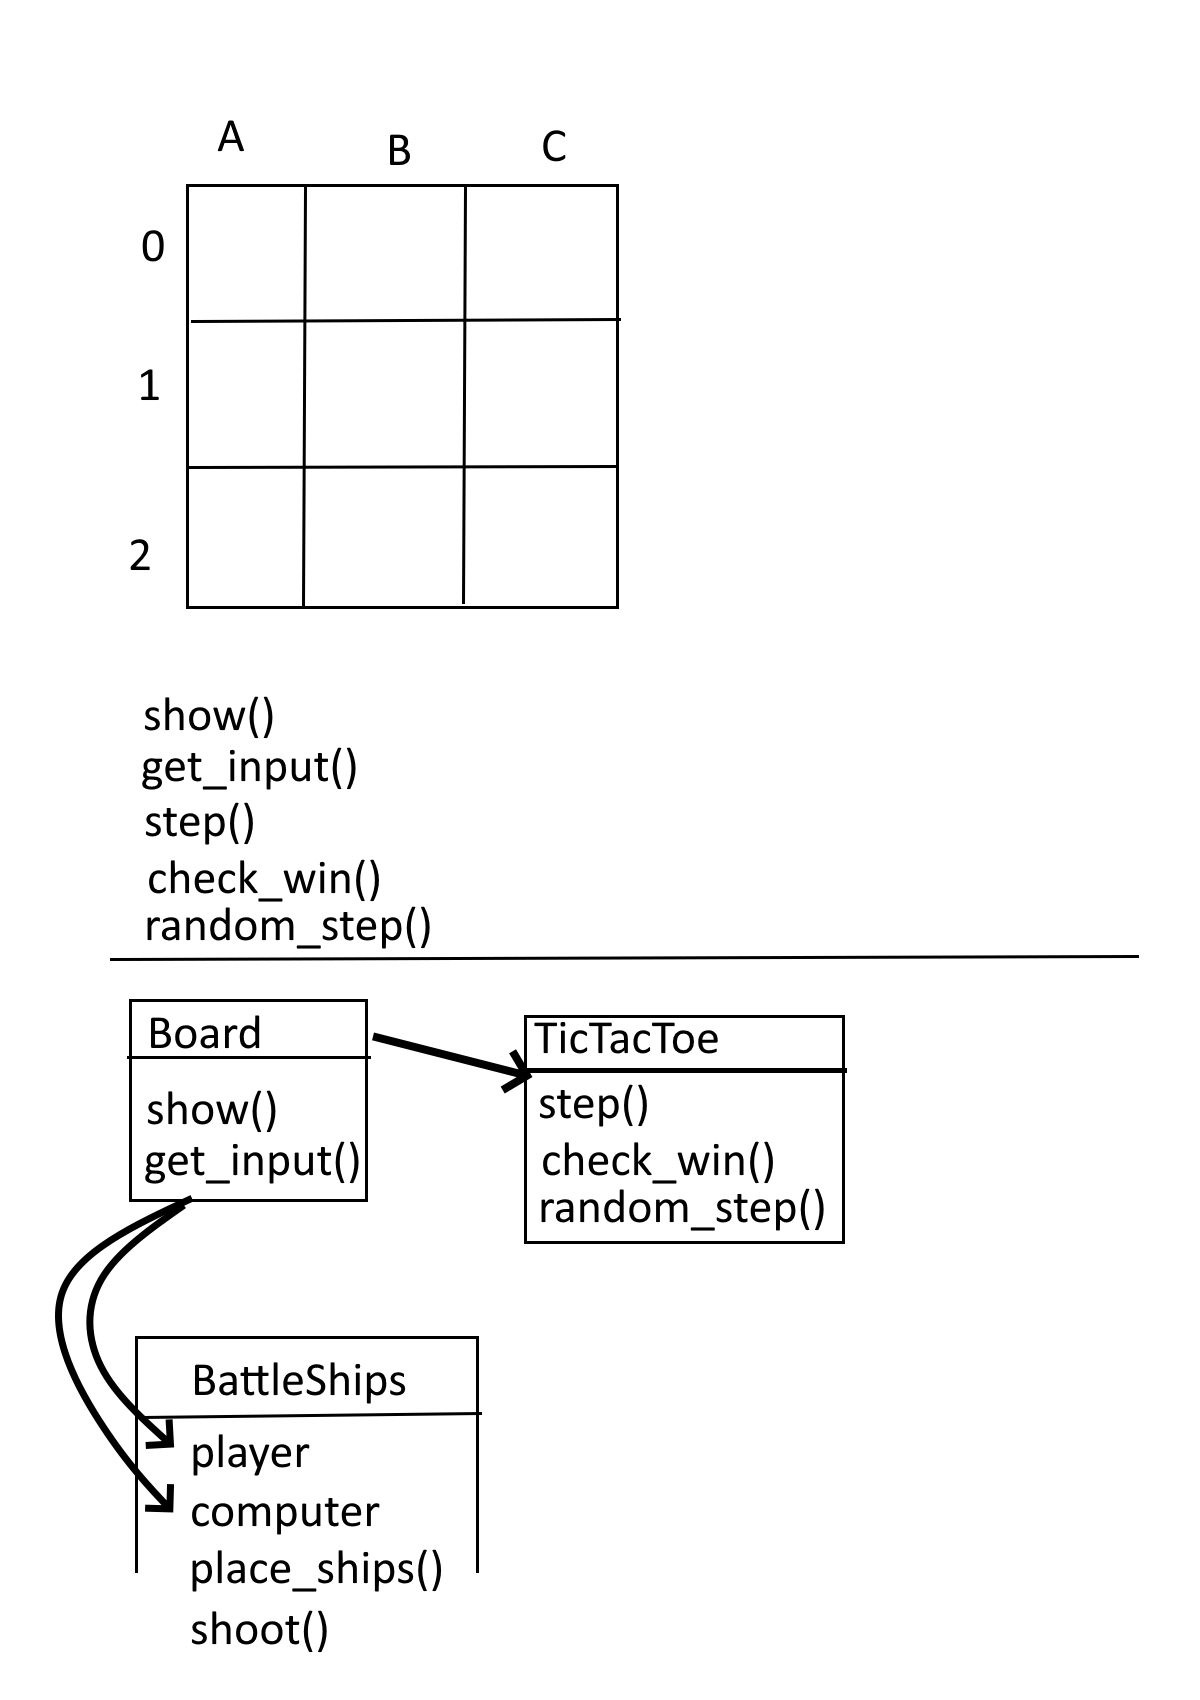 A B C
0
1
2
show()
get_input()
step()
check_win()
random_step()
Board
show()
get_input()
TicTacToe
step()
check_win()
random_step()
BattleShips
player
computer
place_ships()
shoot()